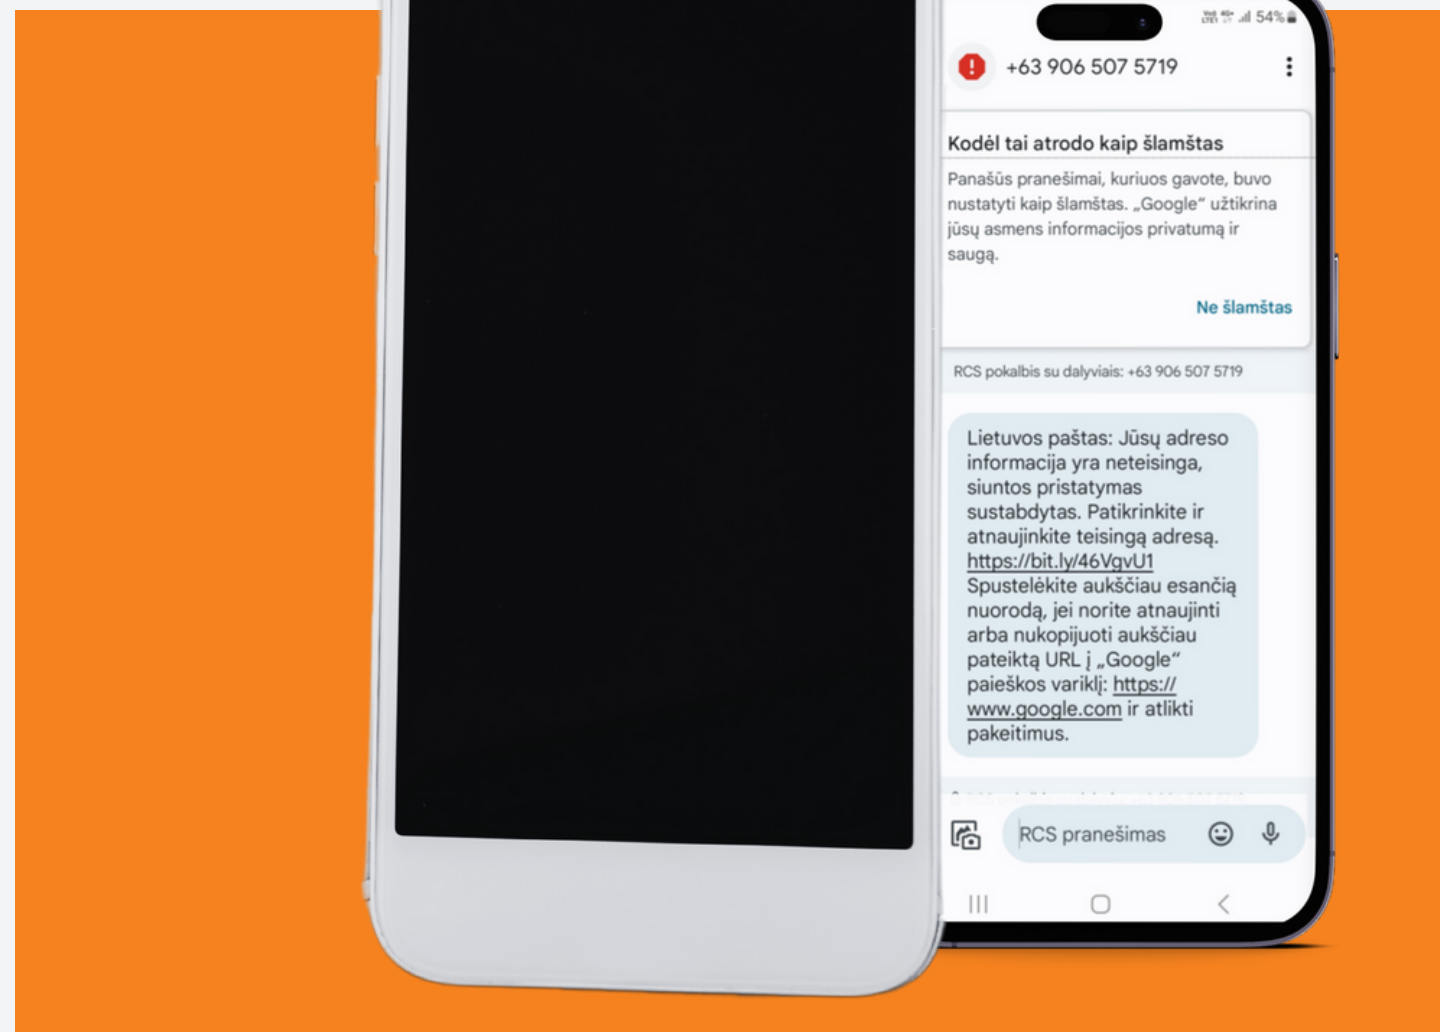 54%
+63 906 507 5719
Kodėl tai atrodo kaip šlamštas
Panašūs pranešimai, kuriuos gavote, buvo
nustatyti kaip šlamštas. „Google“ užtikrina
jūsų asmens informacijos privatumą ir
saugą.
Ne šlamštas
RCS pokalbis su dalyviais: +63 906 507 5719
Lietuvos paštas: Jūsų adreso
informacija yra neteisinga,
siuntos pristatymas
sustabdytas. Patikrinkite ir
atnaujinkite teisingą adresą.
https://bit.ly/46VgvU1
Spustelėkite aukščiau esančią
nuorodą, jei norite atnaujinti
arba nukopijuoti aukščiau
pateiktą URL į „Google“
paieškos variklį: https://
www.google.com ir atlikti
pakeitimus.
RCS pranešimas